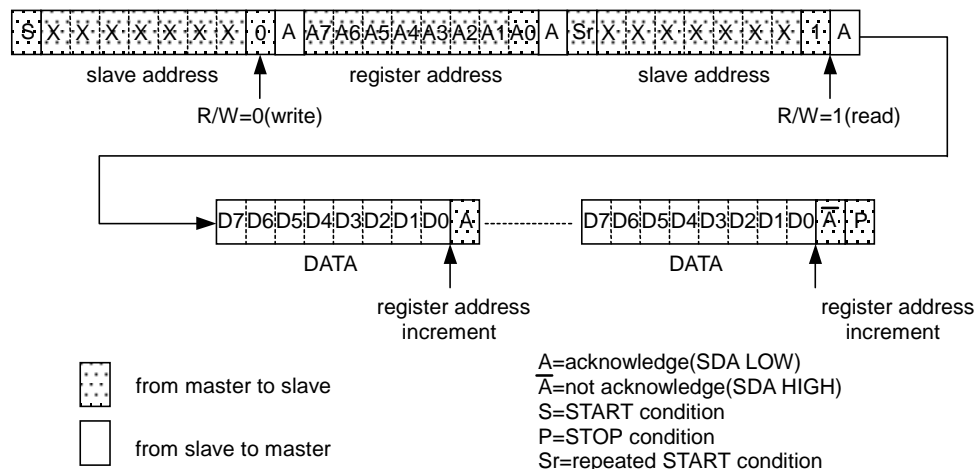 S X X X X X X X 0 A A7 A6 A5 A4 A3 A2 A1 A0 A Sr X X X X X X X 1 A
slave address register address slave address
R/W=0(write) R/W=1(read)
D7 D6 D5 D4 D3 D2 D1 D0 A D7 D6 D5 D4 D3 D2 D1 D0 A̅ P
DATA DATA
register address register address
increment increment
from master to slave
from slave to master
A=acknowledge(SDA LOW)
A̅=not acknowledge(SDA HIGH)
S=START condition
P=STOP condition
Sr=repeated START condition